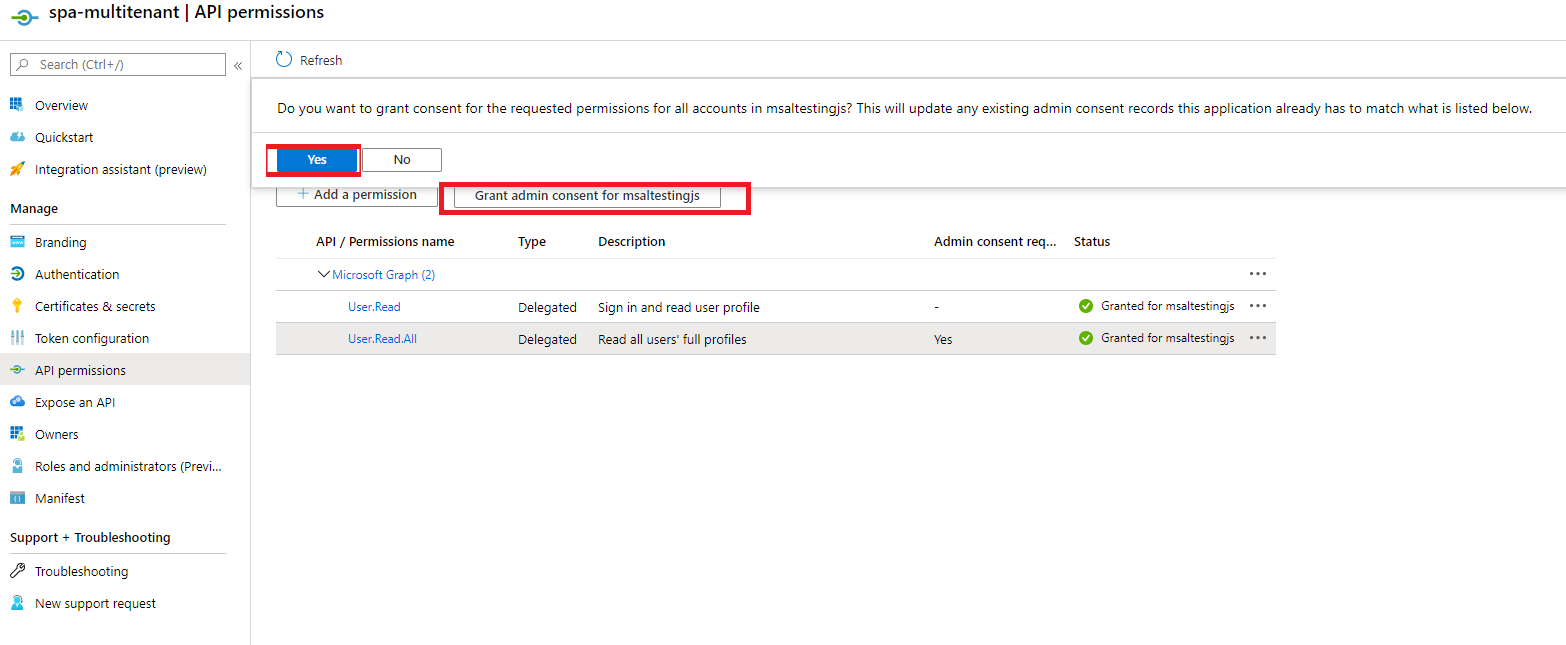 spa-multitenant | API permissions
Search (Ctrl+/)
«
Overview
Quickstart
Integration assistant (preview)
Manage
Branding
Authentication
Certificates & secrets
Token configuration
API permissions
Expose an API
Owners
Roles and administrators (Previ...
Manifest
Support + Troubleshooting
Troubleshooting
New support request
Refresh
Do you want to grant consent for the requested permissions for all accounts in msaltestingjs? This will update any existing admin consent records this application already has to match what is listed below.
Yes No
+ Add a permission Grant admin consent for msaltestingjs
API / Permissions name Type Description Admin consent req... Status
Microsoft Graph (2) ...
User.Read Delegated Sign in and read user profile - Granted for msaltestingjs ...
User.Read.All Delegated Read all users' full profiles Yes Granted for msaltestingjs ...